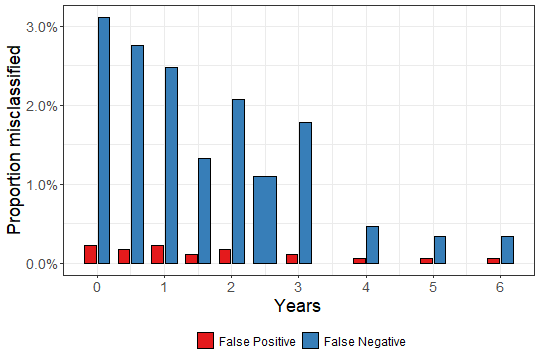 Proportion misclassified
3.0%
2.0%
1.0%
0.0%
0 1 2 3 4 5 6
Years
False Positive False Negative